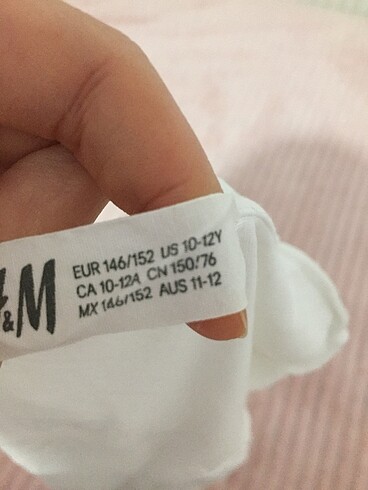 &M
EUR 146/152 US 10-12Y
CA 10-12A CN 150/76
MX 146/152 AUS 11-12